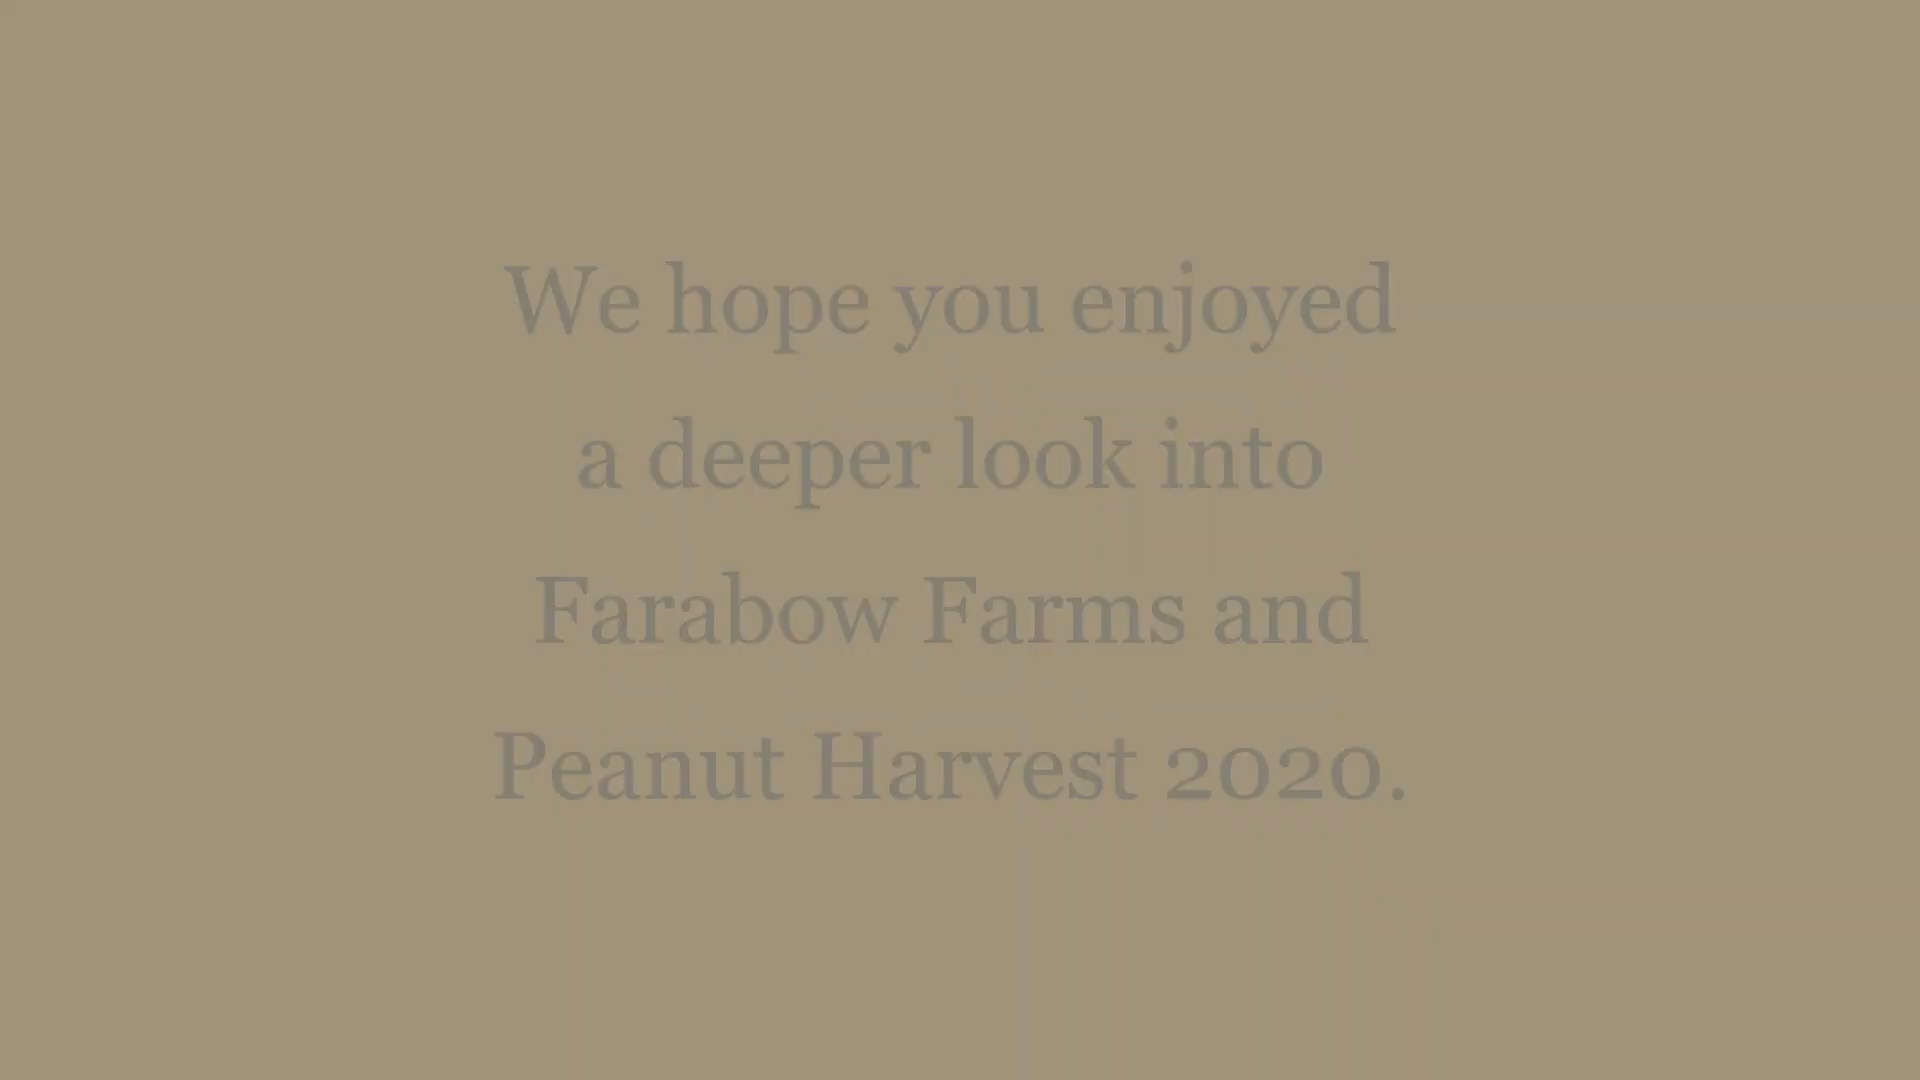 We hope you enjoyed
a deeper look into
Farabow Farms and
Peanut Harvest 2020.